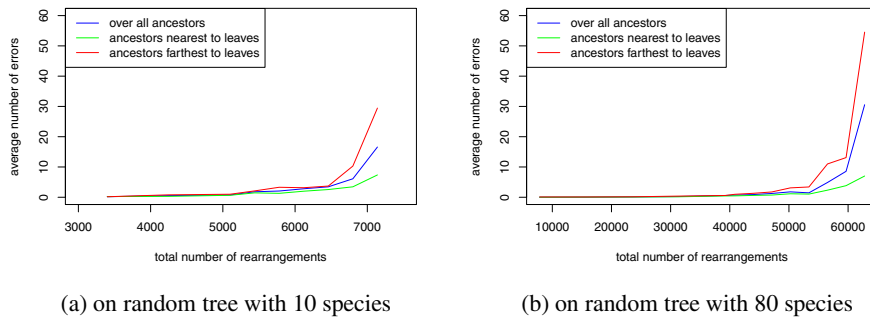 over all ancestors
ancestors nearest to leaves
ancestors farthest to leaves
average number of errors
0 10 20 30 40 50 60
3000 4000 5000 6000 7000
total number of rearrangements
(a) on random tree with 10 species
over all ancestors
ancestors nearest to leaves
ancestors farthest to leaves
average number of errors
0 10 20 30 40 50 60
10000 20000 30000 40000 50000 60000
total number of rearrangements
(b) on random tree with 80 species